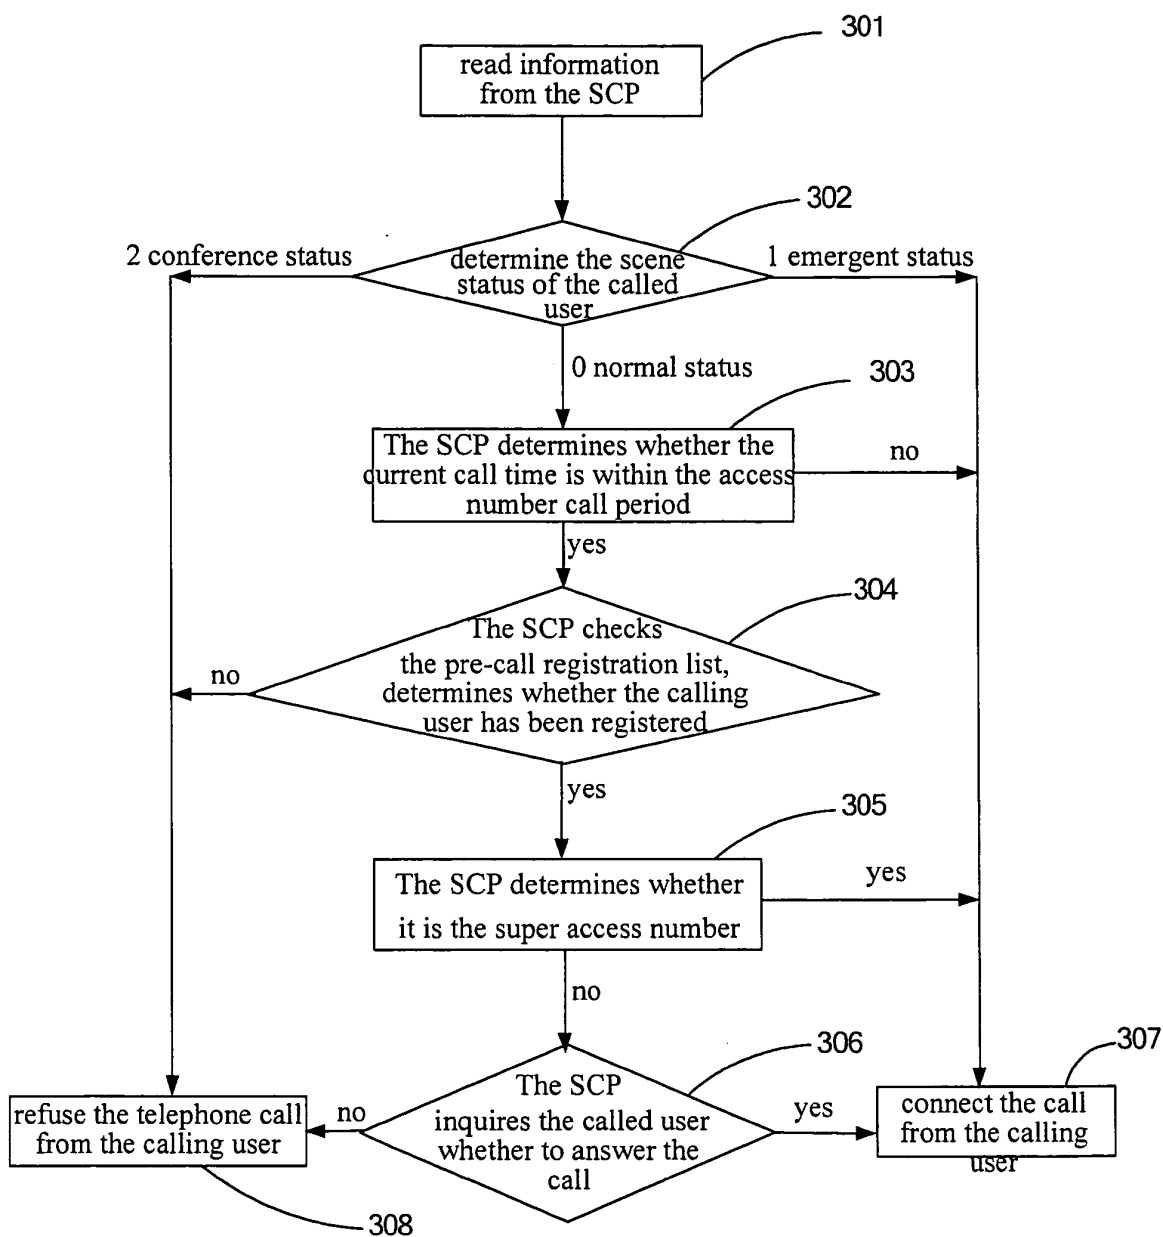 301
read information
from the SCP
302
2 conference status
determine the scene
status of the called
user
1 emergent status
0 normal status
303
The SCP determines whether the
current call time is within the access
number call period
no
yes
304
The SCP checks
the pre-call registration list,
determines whether the calling
user has been registered
no
yes
305
The SCP determines whether
it is the super access number
yes
no
306
The SCP
inquires the called user
whether to answer the
call
no
yes
307
connect the call
from the calling
user
refuse the telephone call
from the calling user
308